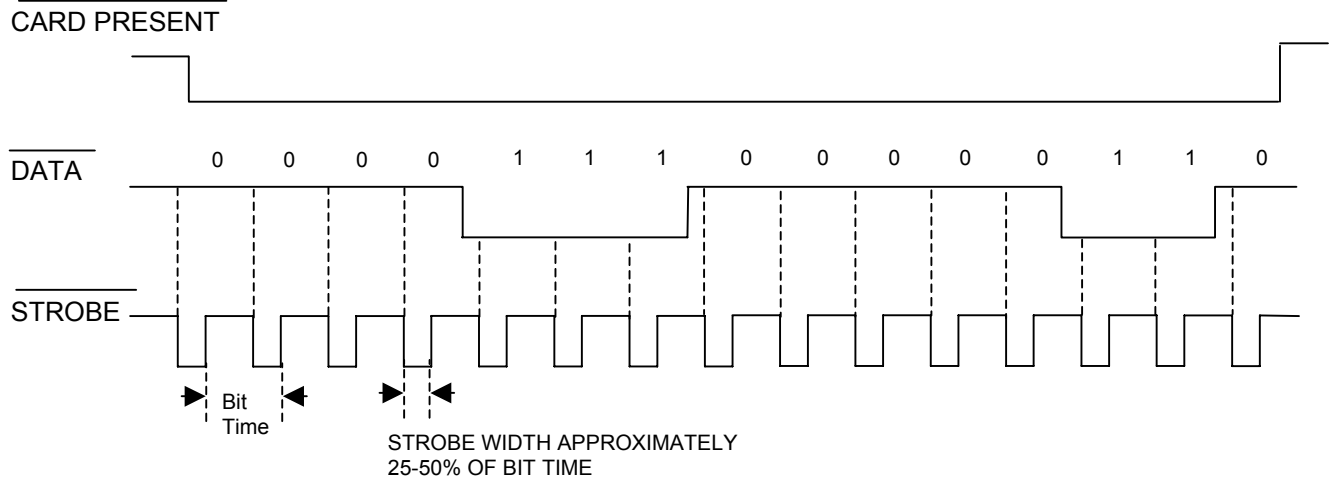 CARD PRESENT
DATA
0 0 0 0 1 1 1 0 0 0 0 0 1 1 0
STROBE
Bit
Time
STROBE WIDTH APPROXIMATELY
25-50% OF BIT TIME